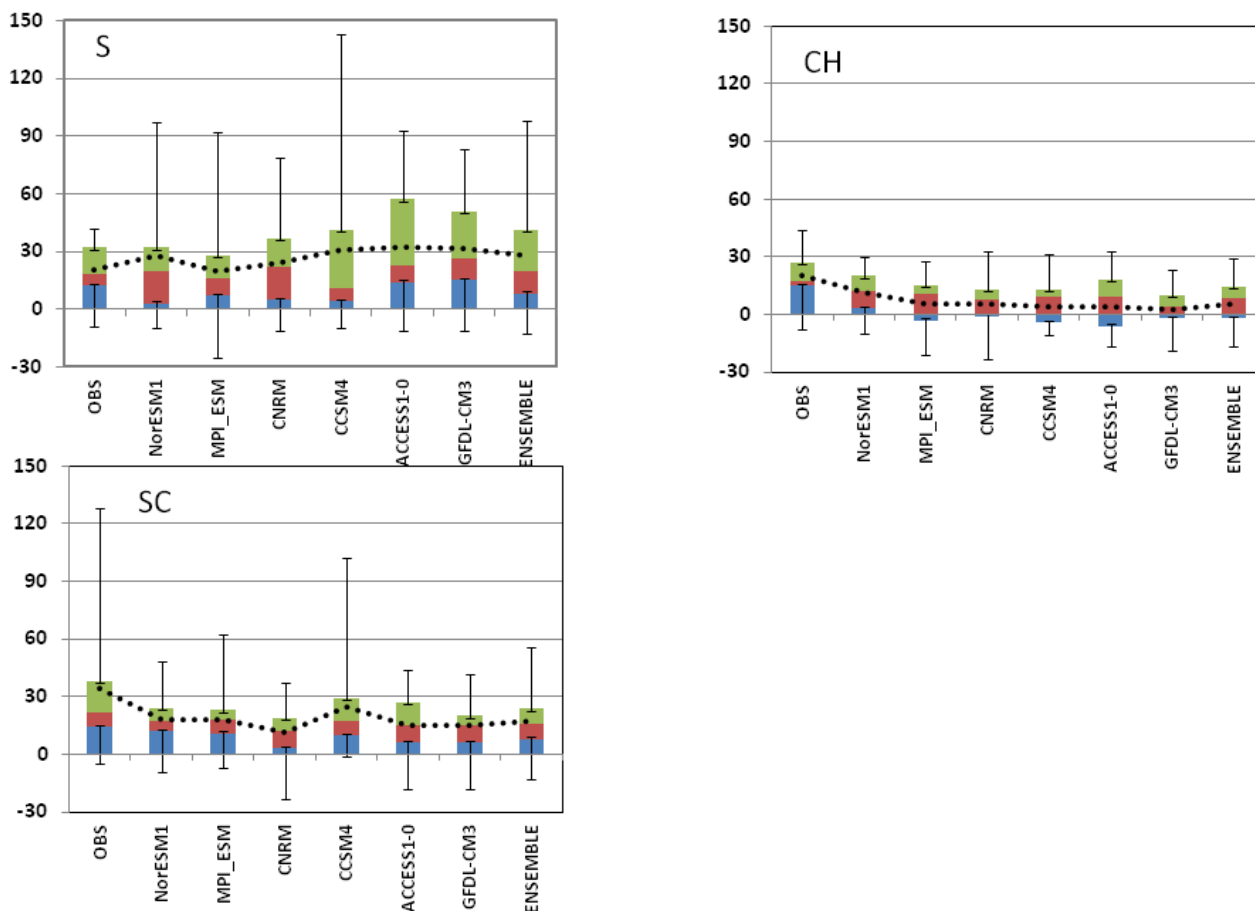 S
150
120
90
60
30
0
-30
OBS
NorESM1
MPI_ESM
CNRM
CCSM4
ACCESS1-0
GFDL-CM3
ENSEMBLE
CH
150
120
90
60
30
0
-30
OBS
NorESM1
MPI_ESM
CNRM
CCSM4
ACCESS1-0
GFDL-CM3
ENSEMBLE
SC
150
120
90
60
30
0
-30
OBS
NorESM1
MPI_ESM
CNRM
CCSM4
ACCESS1-0
GFDL-CM3
ENSEMBLE